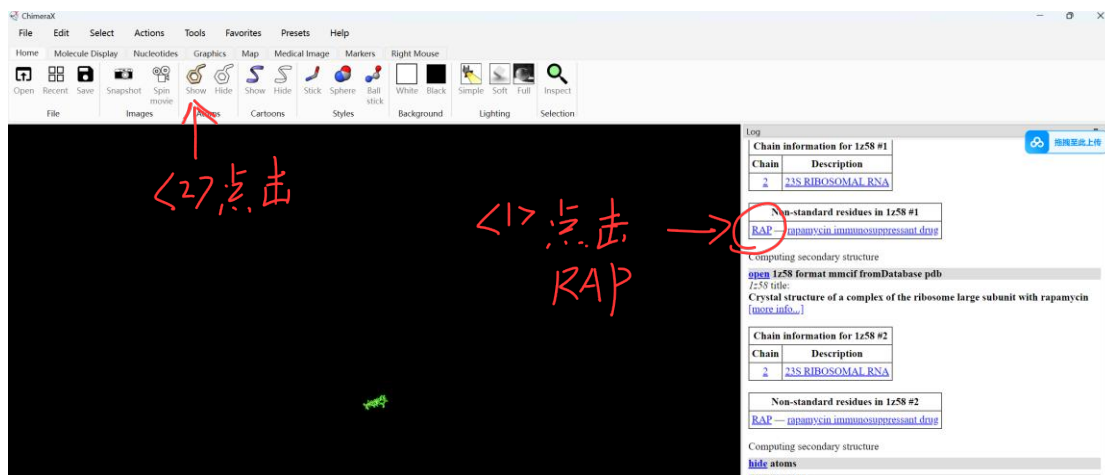 ChimeraX
File Edit Select Actions Tools Favorites Presets Help
Home Molecule Display Nucleotides Graphics Map Medical Image Markers Right Mouse
Open Recent Save Snapshot Spin movie Show Hide Show Hide Stick Sphere Ball stick White Black Simple Soft Full Inspect
File Images Atoms Cartoons Styles Background Lighting Selection
<2>点击
<1>点击
RAP
Log
拖拽至此上传
Chain information for 1z58 #1
Chain Description
2 23S RIBOSOMAL RNA
Non-standard residues in 1z58 #1
RAP — rapamycin immunosuppressant drug
Computing secondary structure
open 1z58 format mmcif fromDatabase pdb
1z58 title:
Crystal structure of a complex of the ribosome large subunit with rapamycin
[more info...]
Chain information for 1z58 #2
Chain Description
2 23S RIBOSOMAL RNA
Non-standard residues in 1z58 #2
RAP — rapamycin immunosuppressant drug
Computing secondary structure
hide atoms